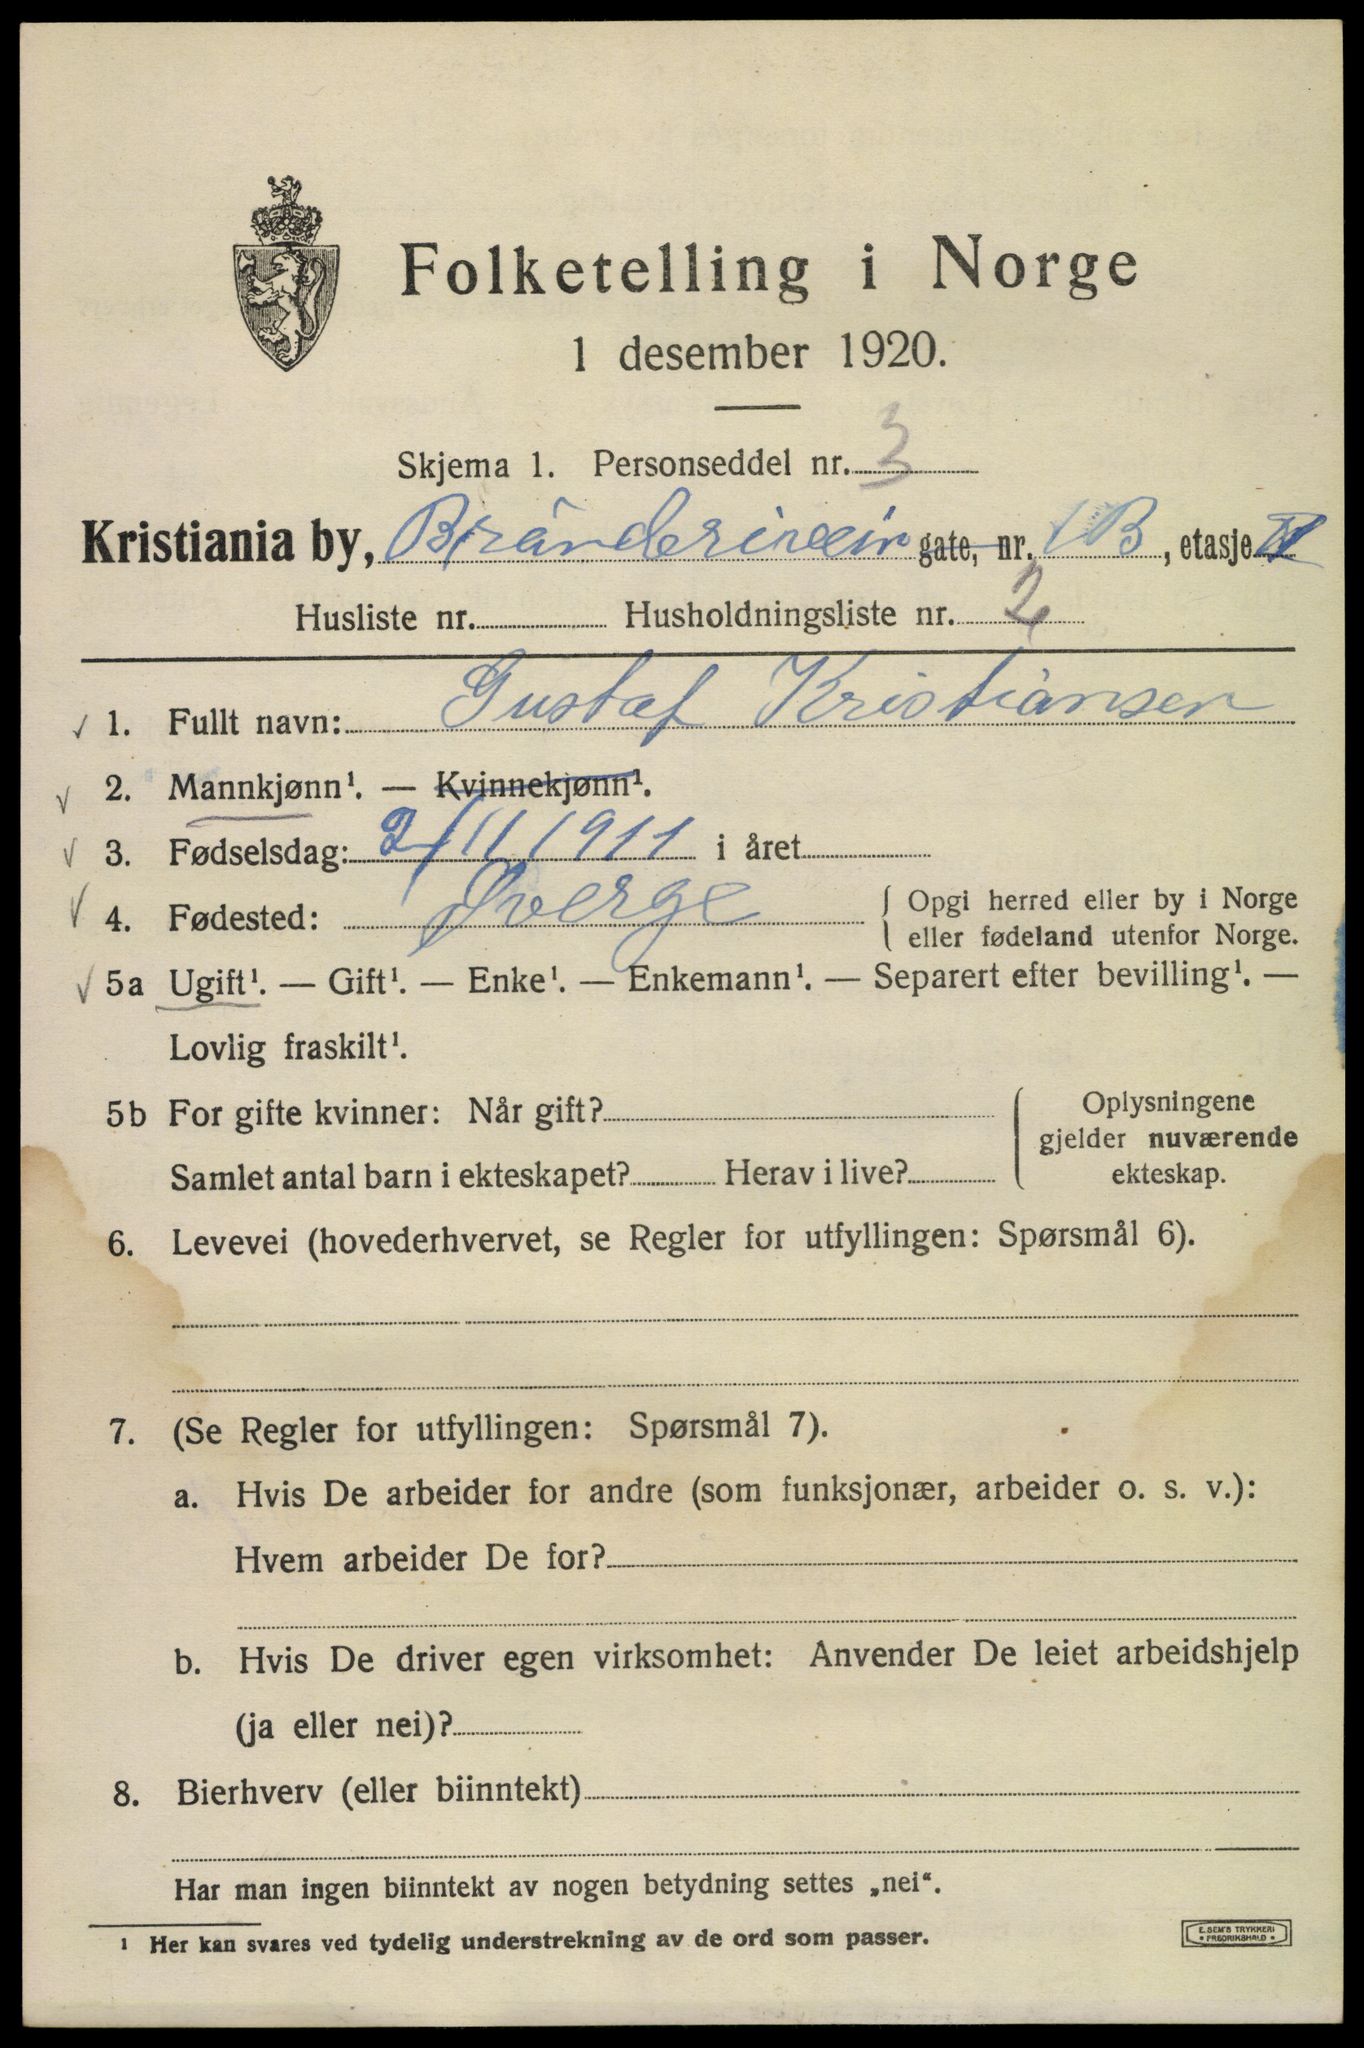 Folketelling i Norge
1 desember 1920.
Skjema 1. Personseddel nr. 3
Kristiania by, gate, nr. 1B, etasje
Husliste nr. Husholdningsliste nr. 2
1. Fullt navn: Gustaf Kristiansen
2. Mannkjønn¹. — Kvinnekjønn¹.
3. Fødselsdag: 2/11 1911 i året
4. Fødested: Sverge { Opgi herred eller by i Norge
eller fødeland utenfor Norge.
5a Ugift¹. — Gift¹. — Enke¹. — Enkemann¹. — Separert efter bevilling¹. —
Lovlig fraskilt¹.
5b For gifte kvinner: Når gift? { Oplysningene
gjelder nuværende
Samlet antal barn i ekteskapet? Herav i live? ekteskap.
6. Levevei (hovederhvervet, se Regler for utfyllingen: Spørsmål 6).
7. (Se Regler for utfyllingen: Spørsmål 7).
a. Hvis De arbeider for andre (som funksjonær, arbeider o. s. v.):
Hvem arbeider De for?
b. Hvis De driver egen virksomhet: Anvender De leiet arbeidshjelp
(ja eller nei)?
8. Bierhverv (eller biinntekt)
Har man ingen biinntekt av nogen betydning settes „nei“.
¹ Her kan svares ved tydelig understrekning av de ord som passer.
E. SEM'S TRYKKERI
• FREDRIKSHALD •